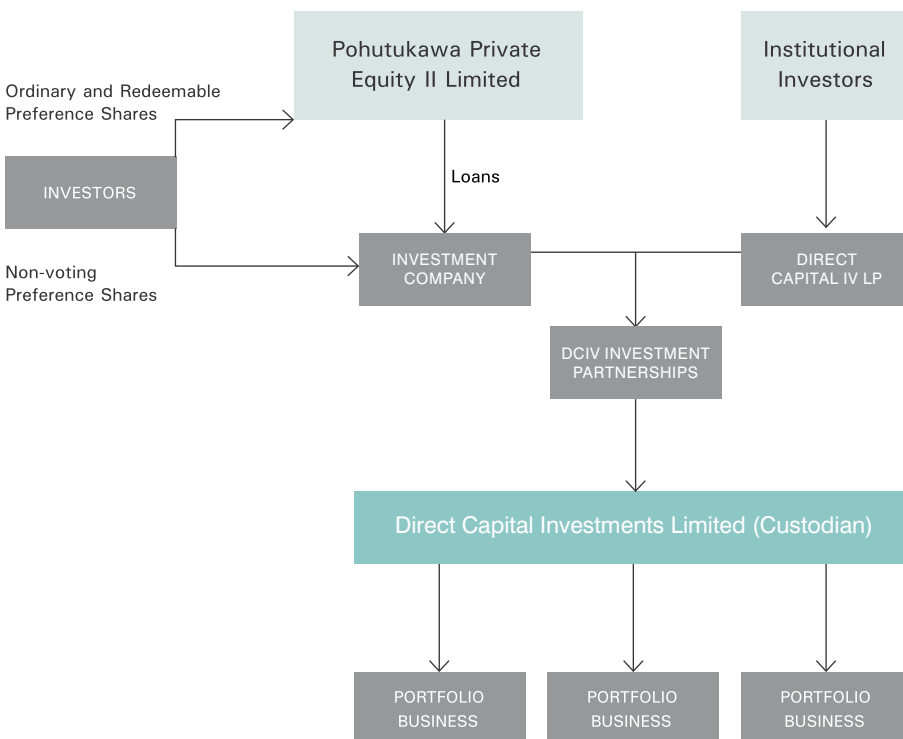 Pohutukawa Private
Equity II Limited
Institutional
Investors
Ordinary and Redeemable
Preference Shares
INVESTORS
Loans
Non-voting
Preference Shares
INVESTMENT
COMPANY
DIRECT
CAPITAL IV LP
DCIV INVESTMENT
PARTNERSHIPS
Direct Capital Investments Limited (Custodian)
PORTFOLIO
BUSINESS
PORTFOLIO
BUSINESS
PORTFOLIO
BUSINESS